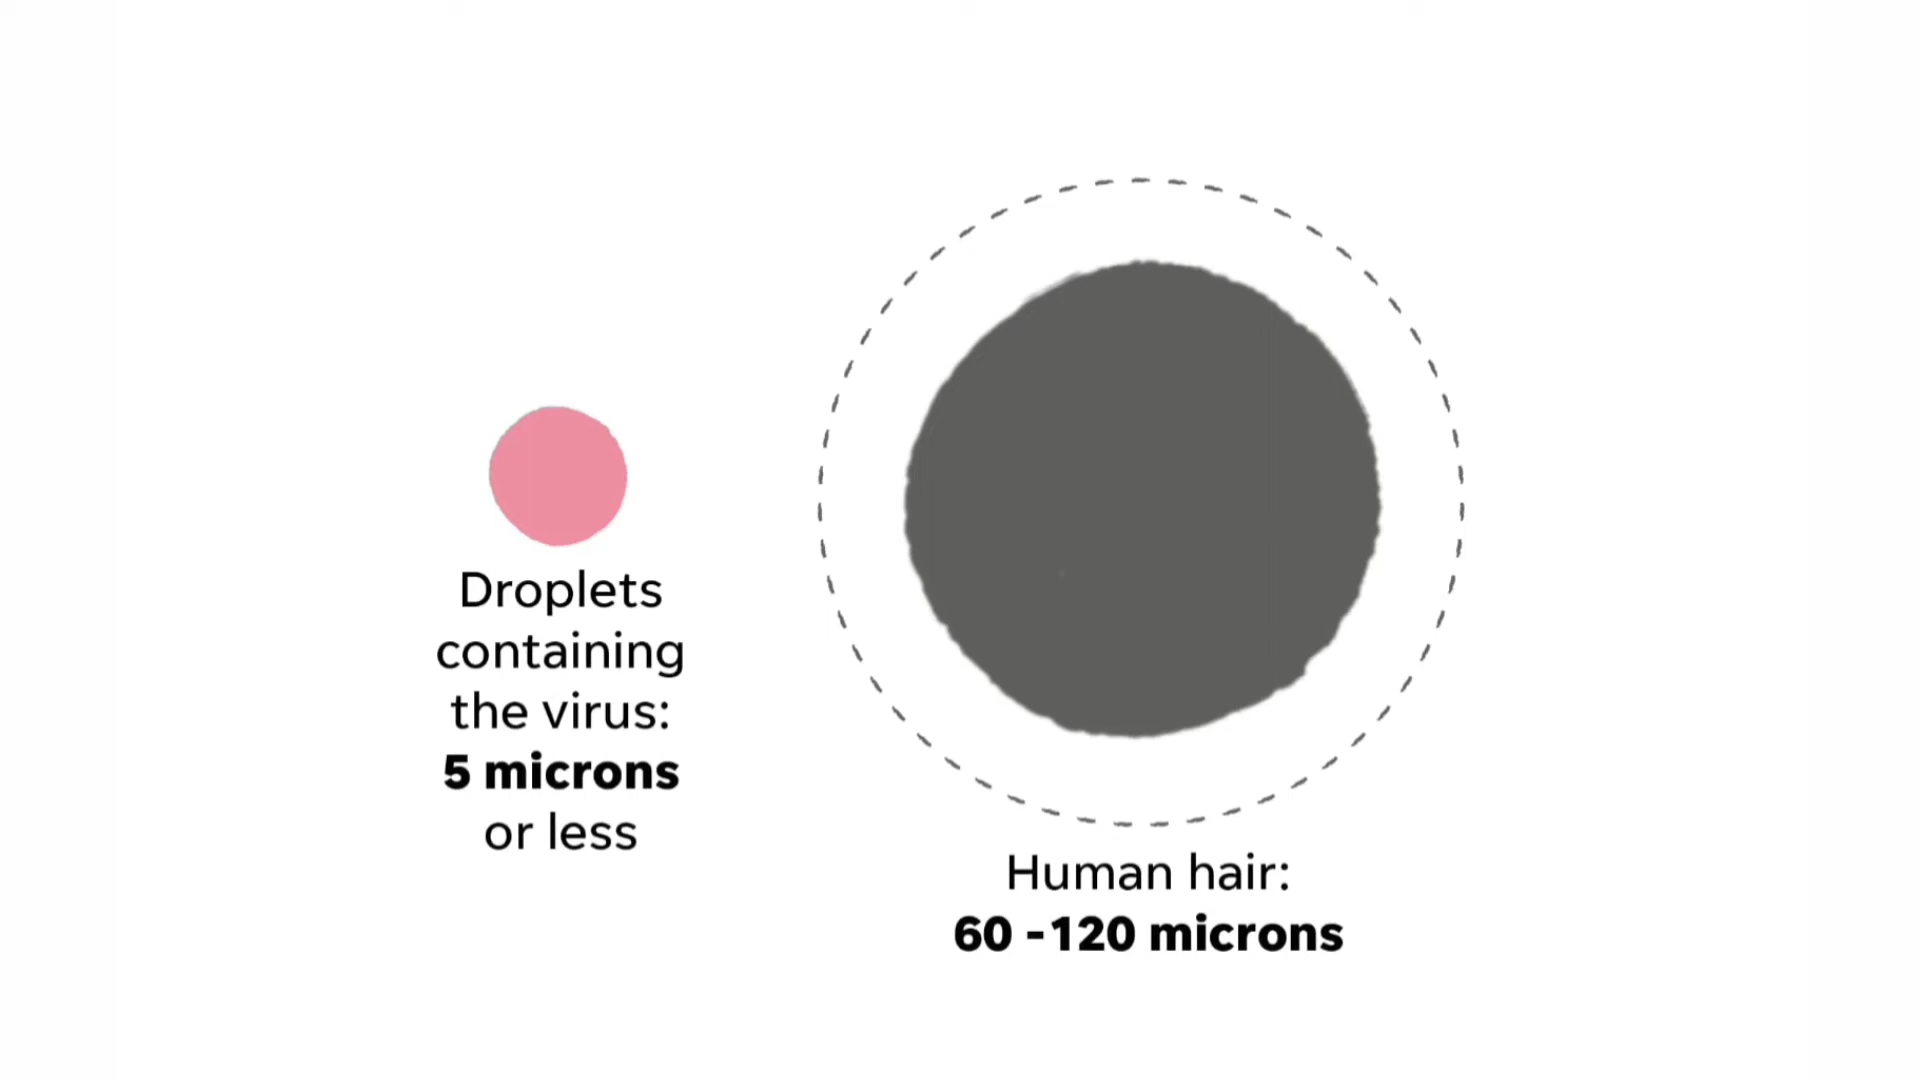 Droplets
containing
the virus:
5 microns
or less
Human hair:
60 -120 microns